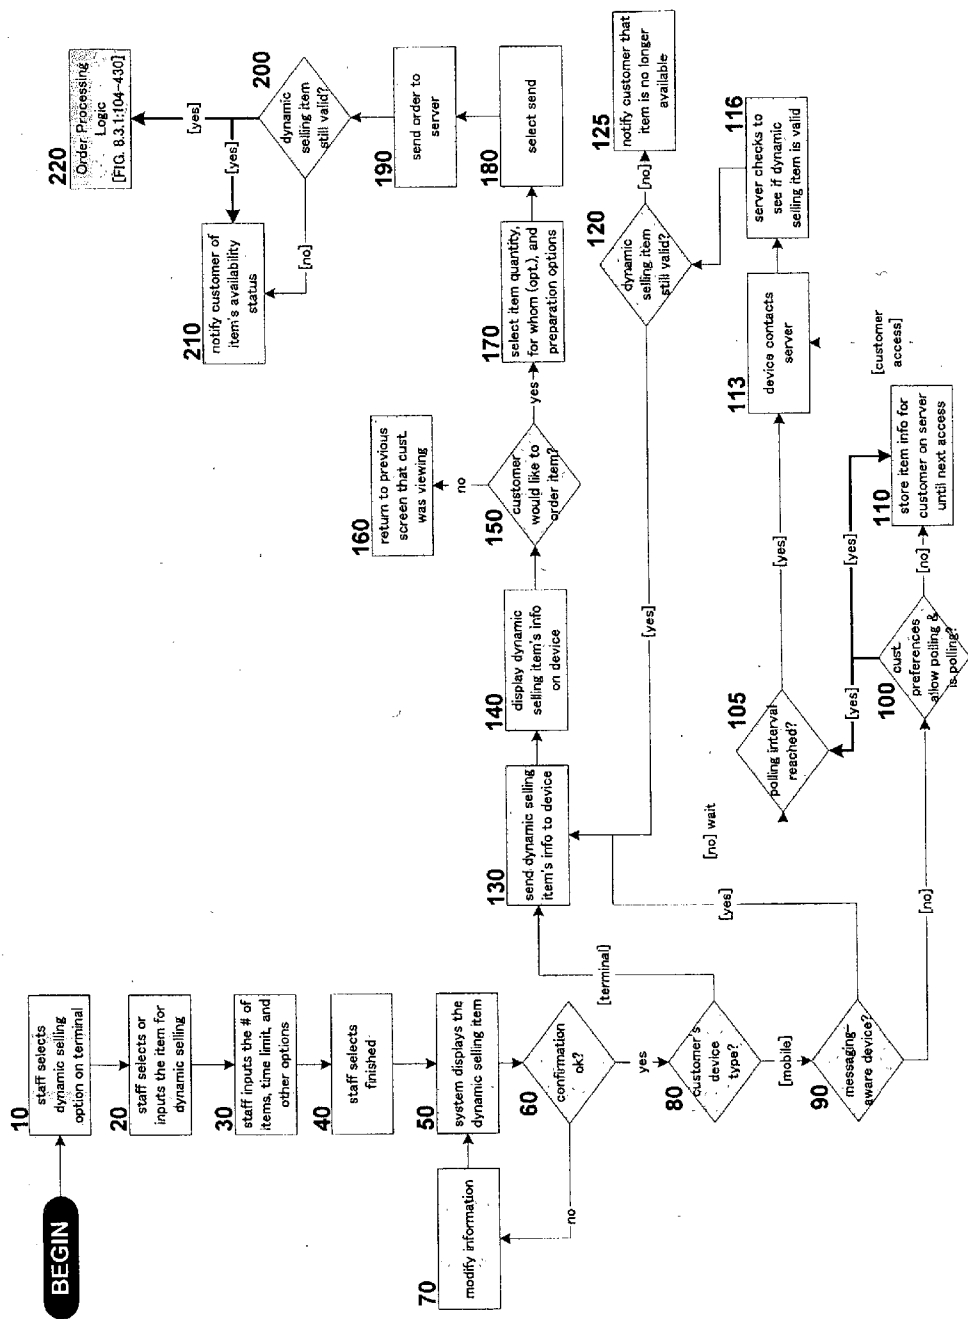 BEGIN
10
staff selects
dynamic selling
option on terminal
20
staff selects or
inputs the item for
dynamic selling
30
staff inputs the # of
items, time limit, and
other options
40
staff selects
finished
50
system displays the
dynamic selling item
60
confirmation
ok?
no
70
modify information
yes
80
customer's
device
type?
[terminal]
[mobile]
90
messaging-
aware device?
[yes]
[no]
100
cust.
preferences
allow polling &
is polling?
[yes]
[yes]
[no]
105
polling interval
reached?
[no] wait
[yes]
110
store item info for
customer on server
until next access
[customer
access]
113
device contacts
server
116
server checks to
see if dynamic
selling item is valid
120
dynamic
selling item
still valid?
[no]
125
notify customer that
item is no longer
available
[yes]
130
send dynamic selling
item's info to device
140
display dynamic
selling item's info
on device
150
customer
would like to
order item?
no
160
return to previous
screen that cust.
was viewing
yes
170
select item quantity,
for whom (opt.), and
preparation options
180
select send
190
send order to
server
200
dynamic
selling item
still valid?
[no]
[yes]
[yes]
210
notify customer of
item's availability
status
220
Order Processing
Logic
[FIG. 8.3.1:104-430]